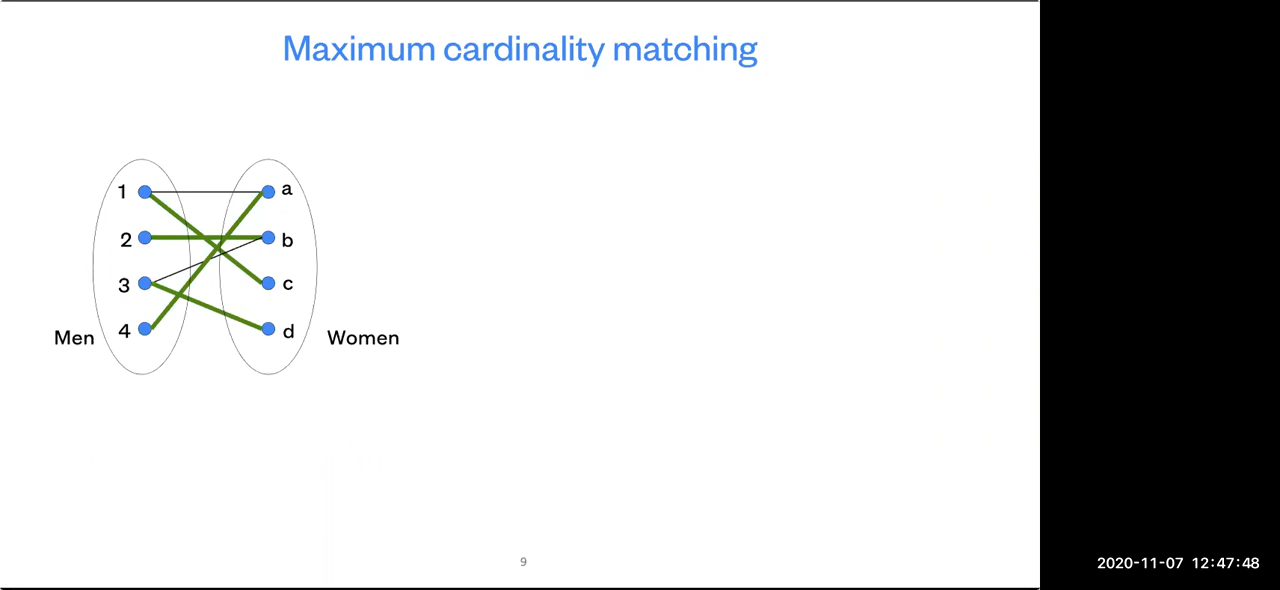 Maximum cardinality matching
1 a
2 b
3 c
4 d
Men Women
9
2020-11-07 12:47:48